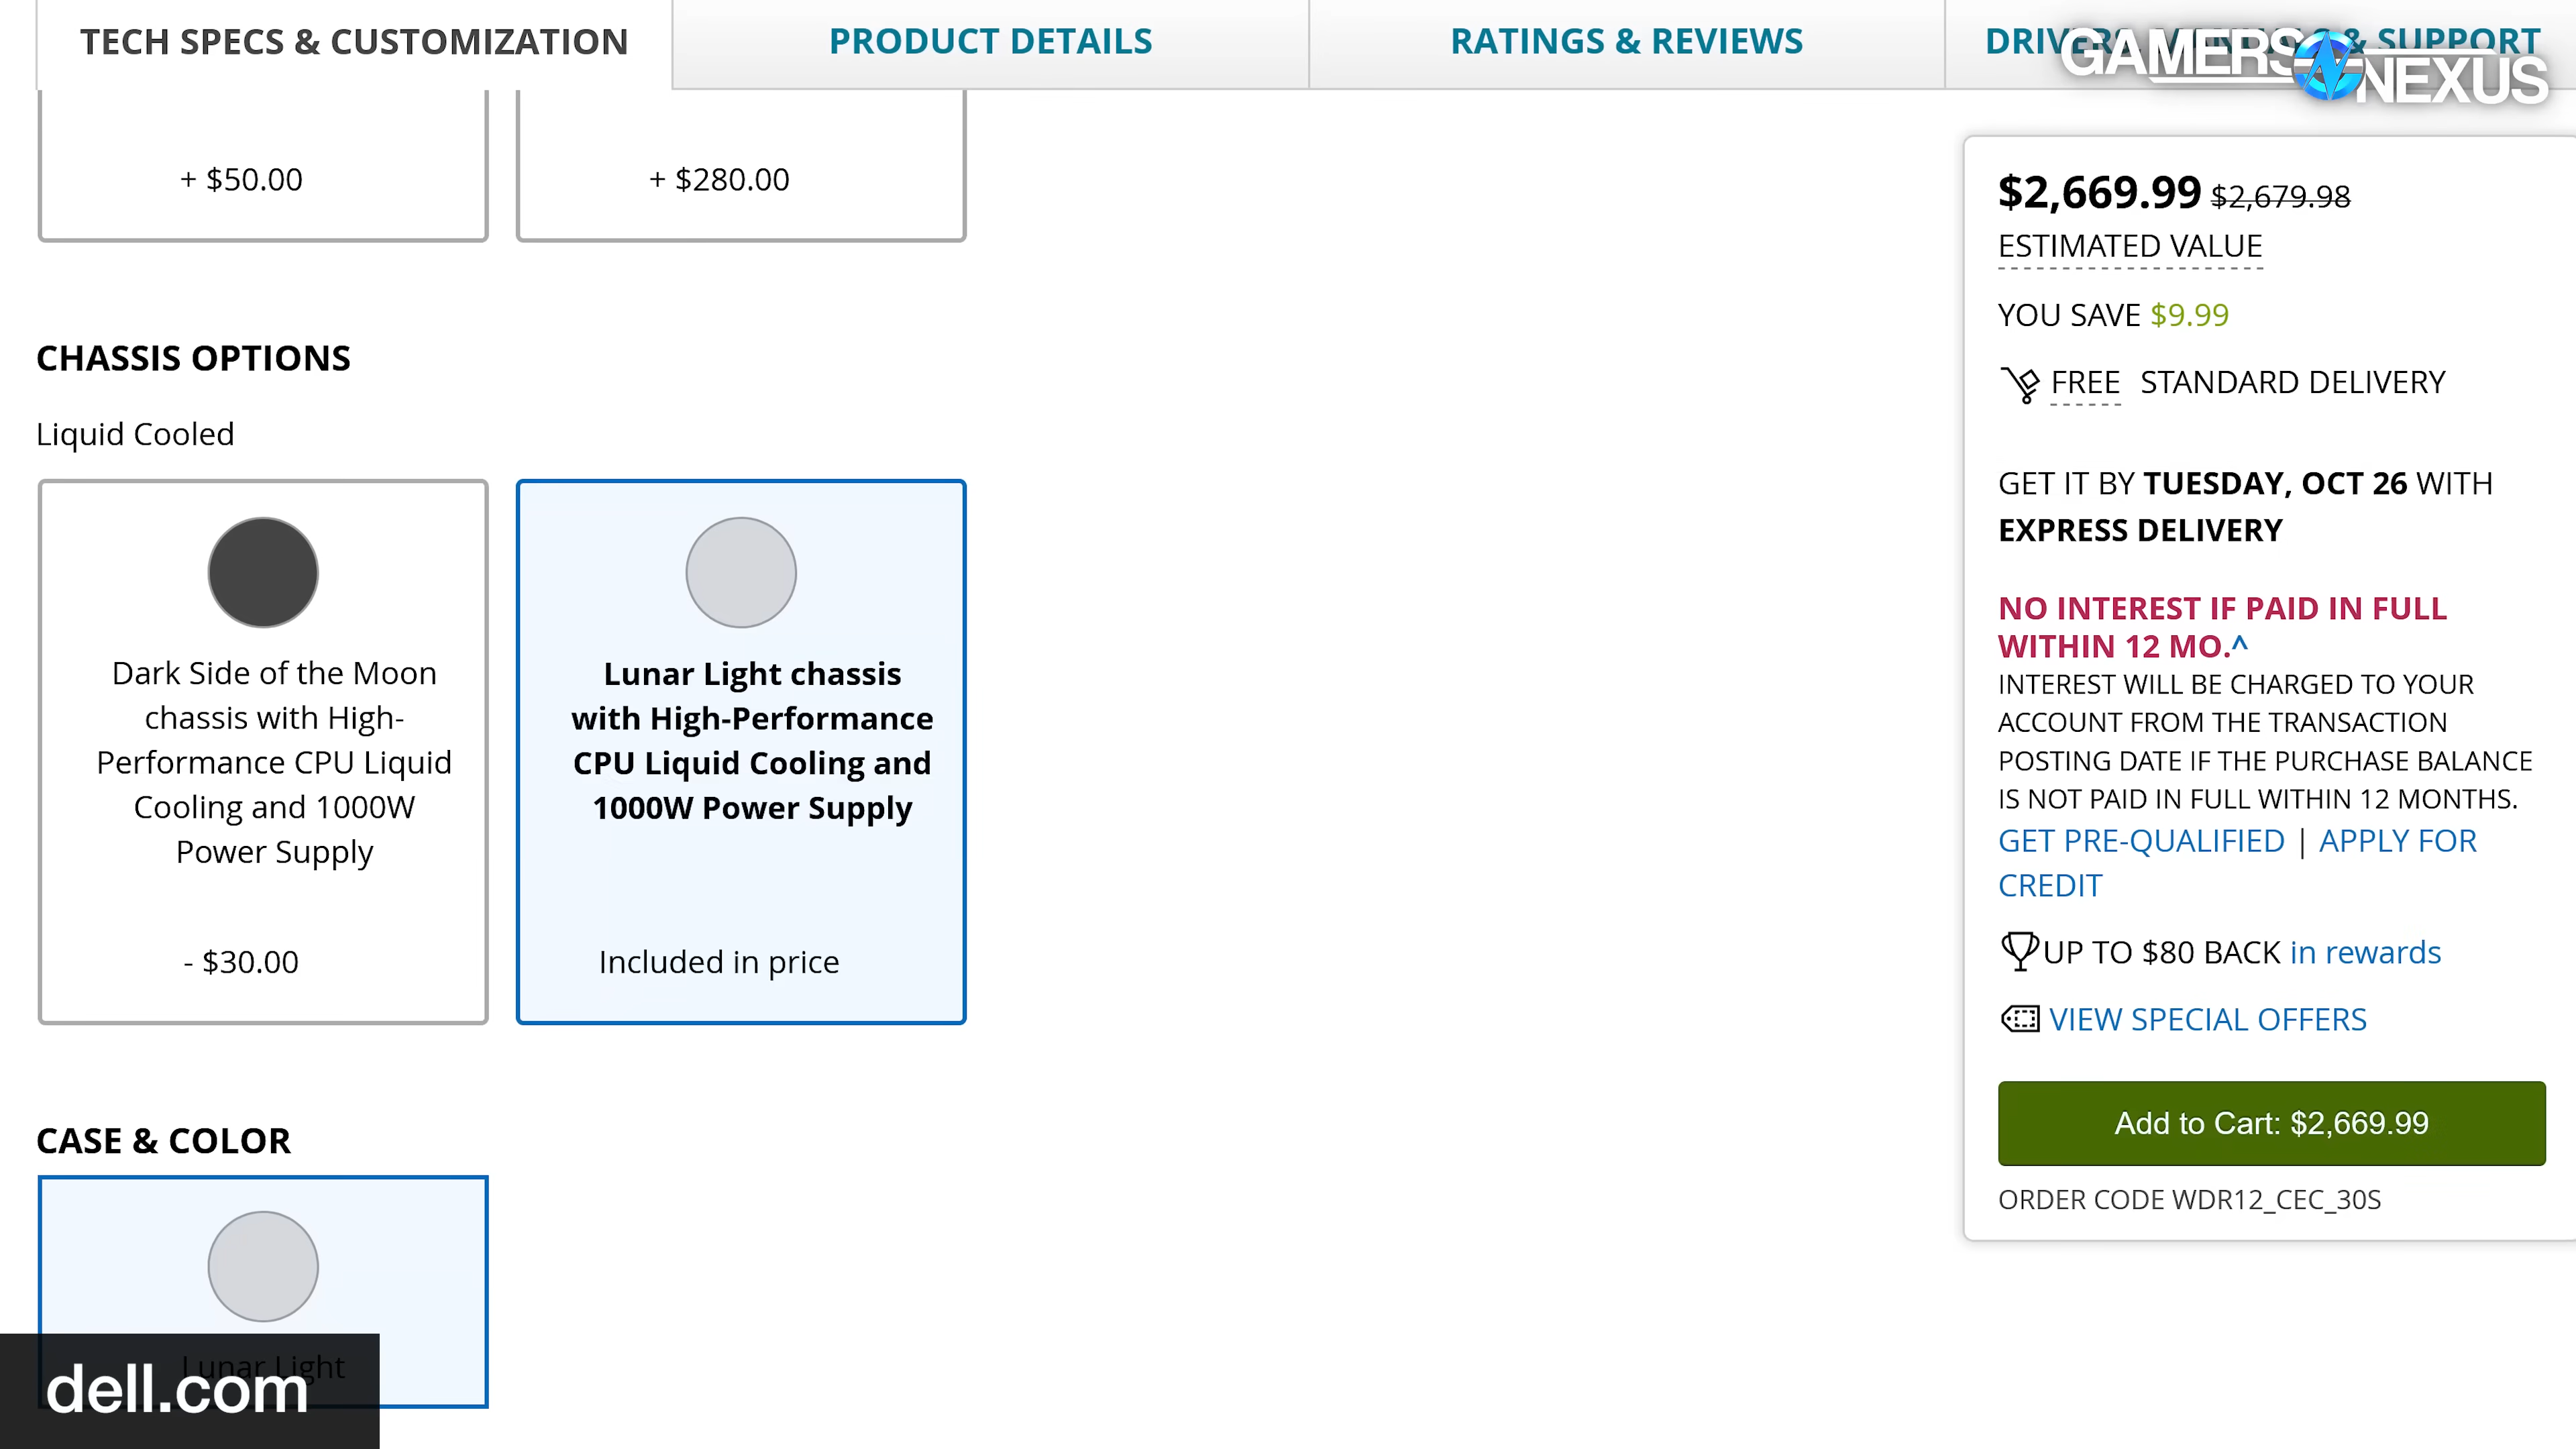 TECH SPECS & CUSTOMIZATION
PRODUCT DETAILS
RATINGS & REVIEWS
& SUPPORT
GAMERS NEXUS
+ $50.00
+ $280.00
CHASSIS OPTIONS
Liquid Cooled
Dark Side of the Moon
chassis with High-
Performance CPU Liquid
Cooling and 1000W
Power Supply
- $30.00
Lunar Light chassis
with High-Performance
CPU Liquid Cooling and
1000W Power Supply
Included in price
CASE & COLOR
Lunar Light
dell.com
$2,669.99 $2,679.98
ESTIMATED VALUE
YOU SAVE $9.99
FREE STANDARD DELIVERY
GET IT BY TUESDAY, OCT 26 WITH
EXPRESS DELIVERY
NO INTEREST IF PAID IN FULL
WITHIN 12 MO.^
INTEREST WILL BE CHARGED TO YOUR
ACCOUNT FROM THE TRANSACTION
POSTING DATE IF THE PURCHASE BALANCE
IS NOT PAID IN FULL WITHIN 12 MONTHS.
GET PRE-QUALIFIED | APPLY FOR
CREDIT
UP TO $80 BACK in rewards
VIEW SPECIAL OFFERS
Add to Cart: $2,669.99
ORDER CODE WDR12_CEC_30S